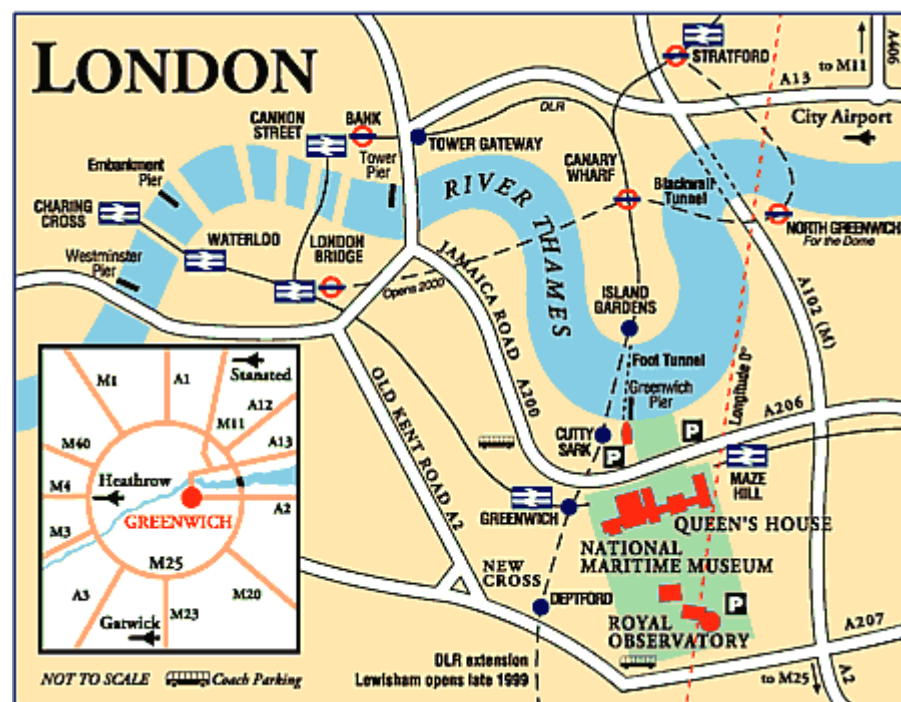 LONDON
STRATFORD
A406
to M11
A13
City Airport
DLR
CANNON
STREET
BANK
TOWER GATEWAY
Tower
Pier
Embankment
Pier
CANARY
WHARF
Blackwall
Tunnel
RIVER THAMES
CHARING
CROSS
WATERLOO
LONDON
BRIDGE
Westminster
Pier
NORTH GREENWICH
For the Dome
JAMAICA ROAD
Opens 2000
ISLAND
GARDENS
A102 (M)
Foot Tunnel
Greenwich
Pier
Longitude 0°
A200
A206
OLD KENT ROAD A2
CUTTY
SARK
P
P
MAZE
HILL
GREENWICH
QUEEN'S HOUSE
NATIONAL
MARITIME MUSEUM
NEW
CROSS
DEPTFORD
P
ROYAL
OBSERVATORY
A207
to M25
A2
DLR extension
Lewisham opens late 1999
M1
A1
Stansted
A12
M11
A13
M40
Heathrow
M4
GREENWICH
A2
M3
M25
A3
M20
M23
Gatwick
NOT TO SCALE
Coach Parking